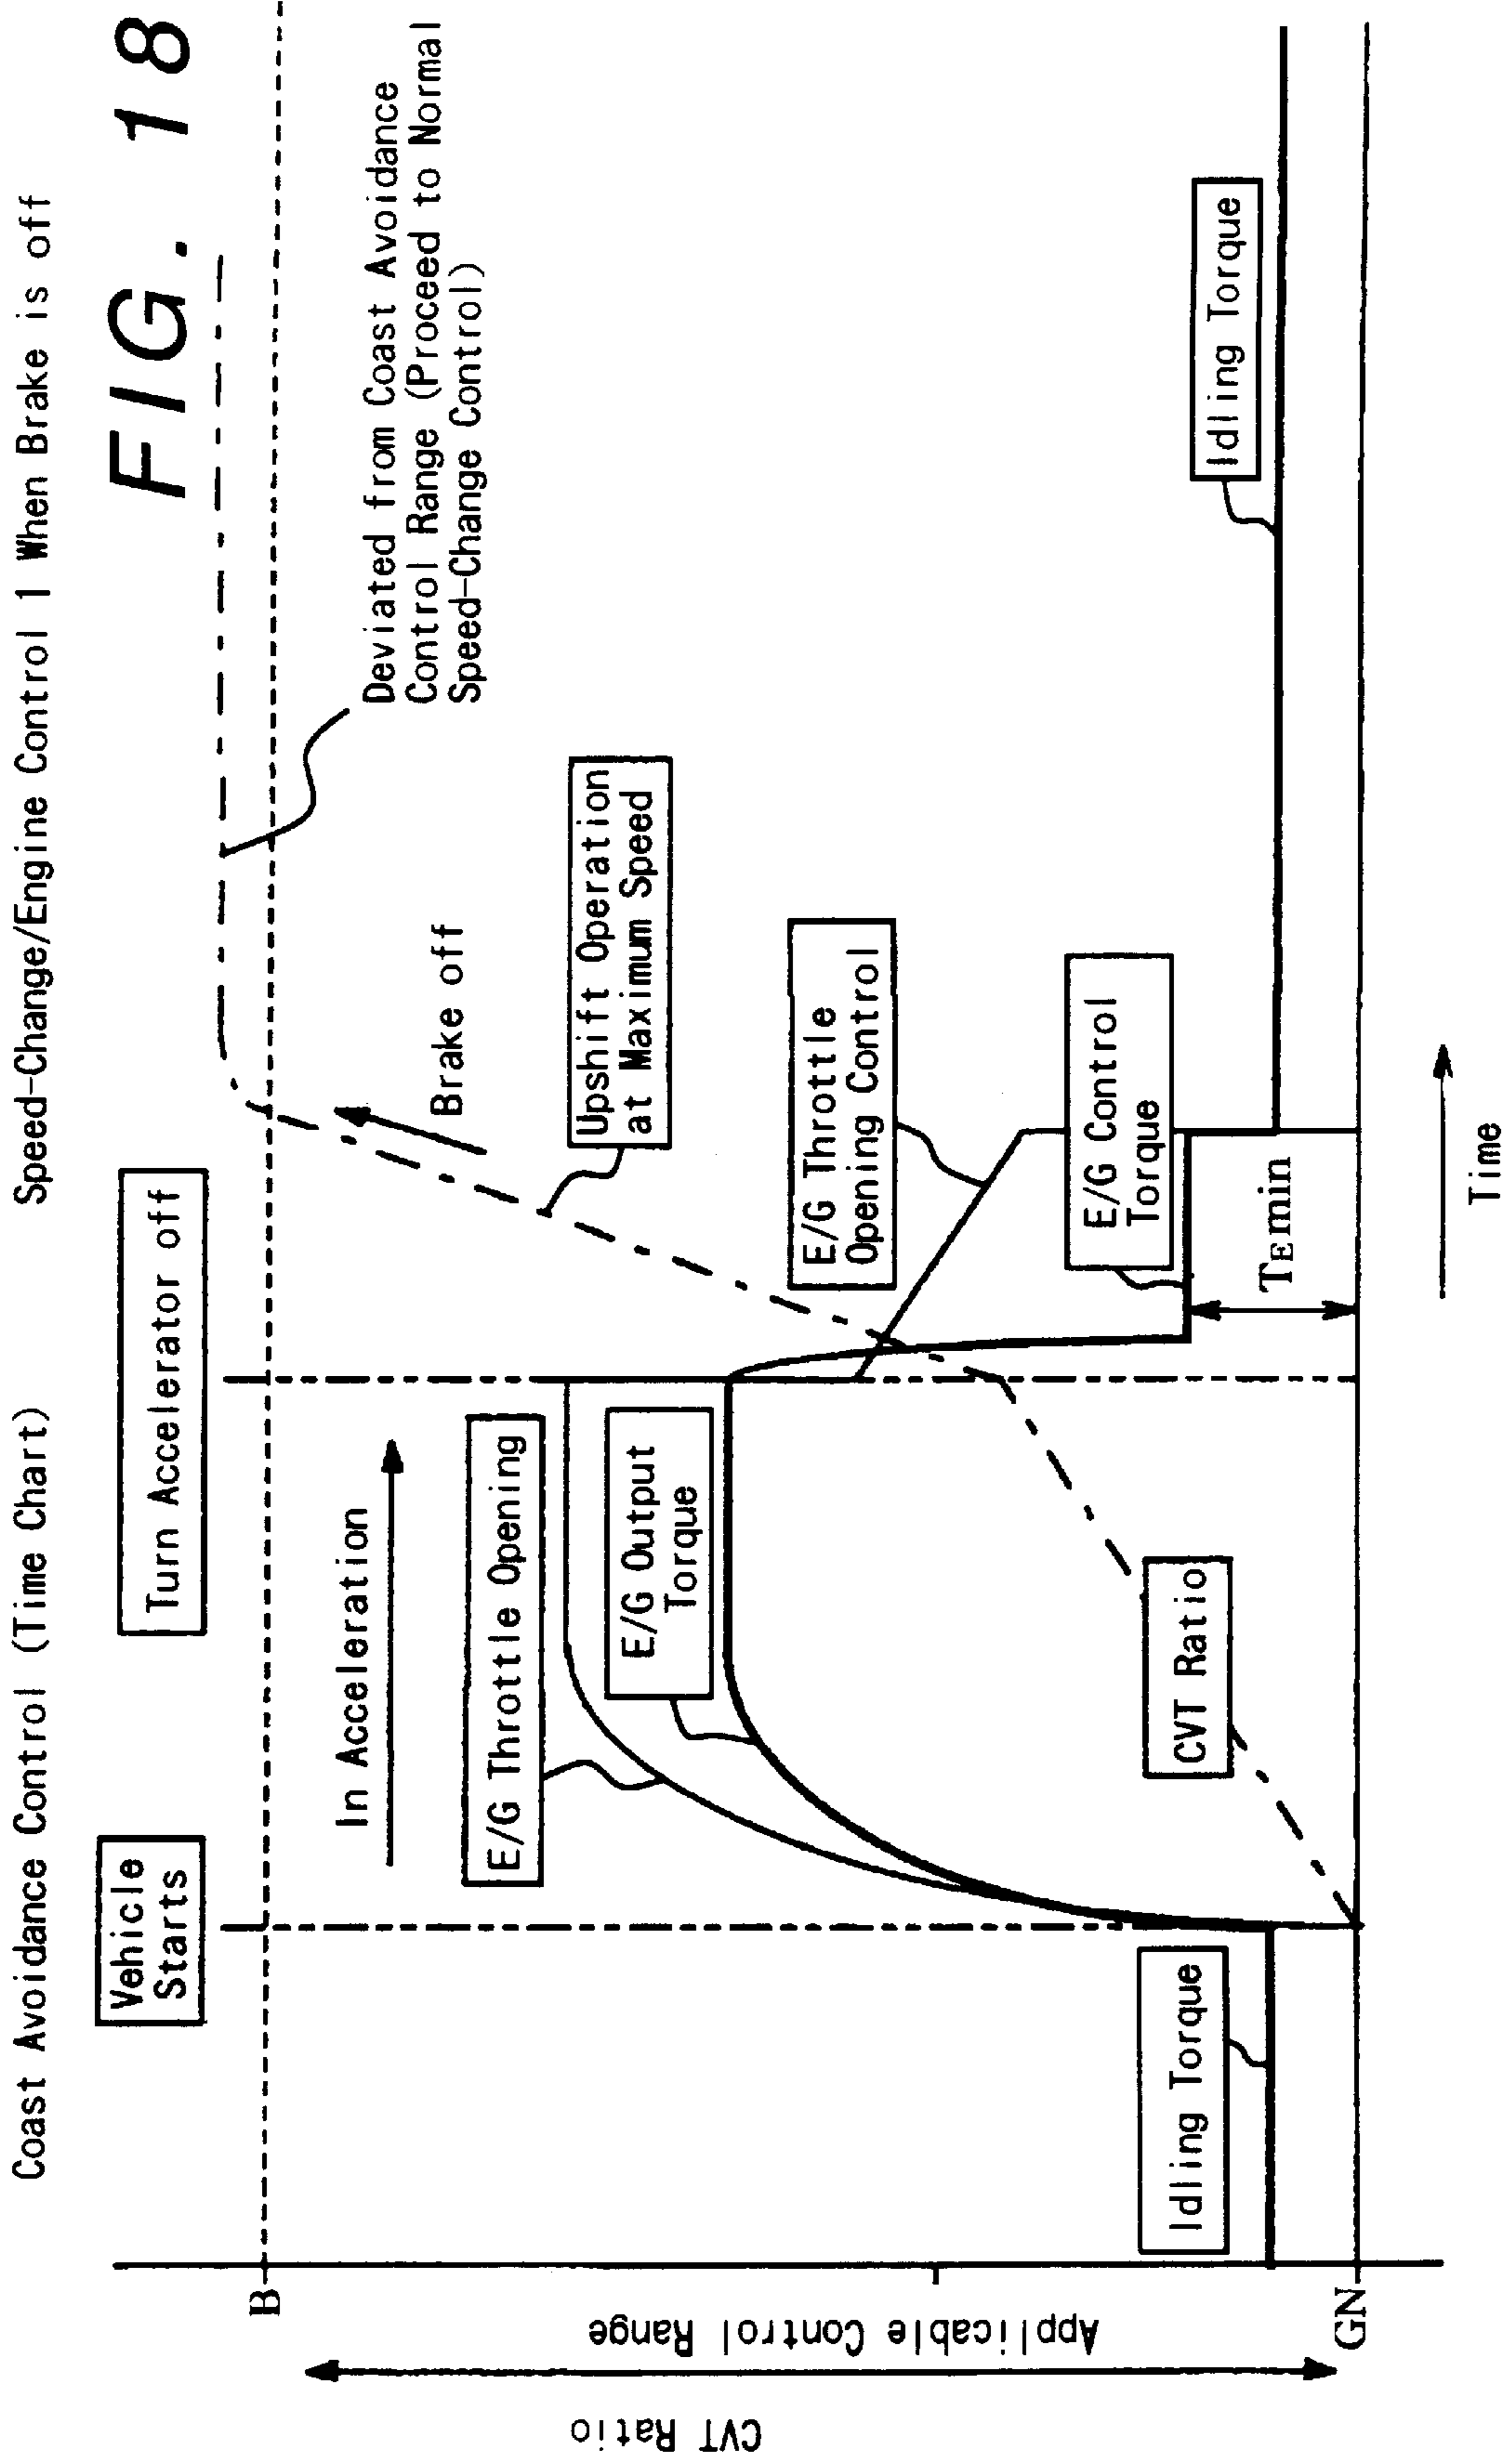 Coast Avoidance Control (Time Chart)
Speed-Change/Engine Control 1 When Brake is off
FIG. 18
Vehicle
Starts
Turn Accelerator off
Deviated from Coast Avoidance
Control Range (Proceed to Normal
Speed-Change Control)
B
In Acceleration
Brake off
E/G Throttle Opening
Upshift Operation
at Maximum Speed
E/G Output
Torque
E/G Throttle
Opening Control
E/G Control
Torque
CVT Ratio
Idling Torque
Idling Torque
TEmin
GN
Applicable Control Range
CVT Ratio
Time